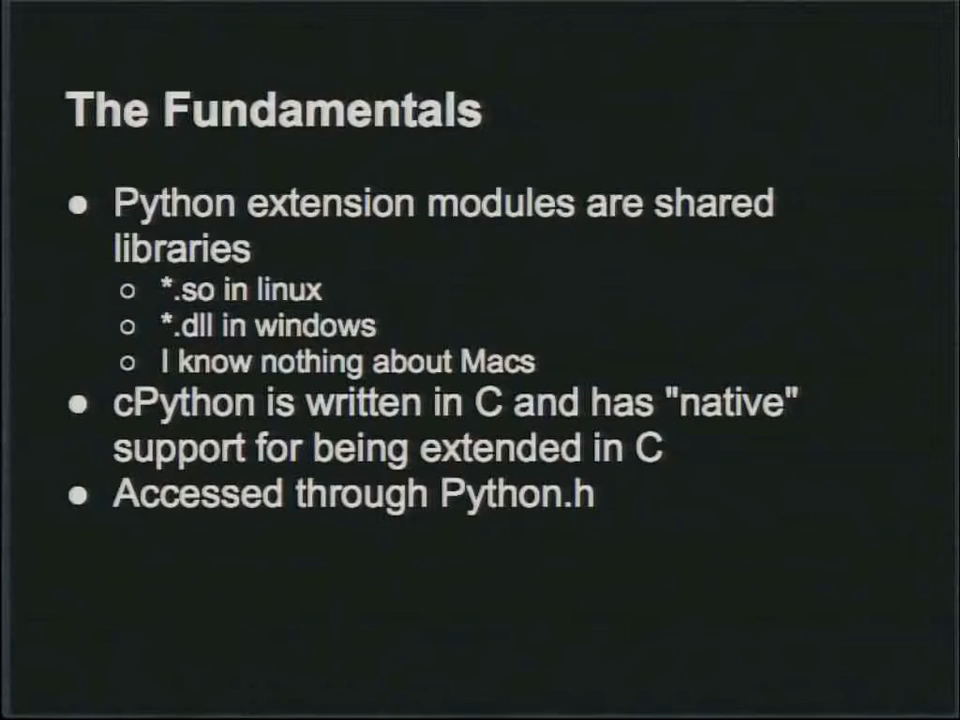 The Fundamentals
● Python extension modules are shared
libraries
○ *.so in linux
○ *.dll in windows
○ I know nothing about Macs
● cPython is written in C and has "native"
support for being extended in C
● Accessed through Python.h